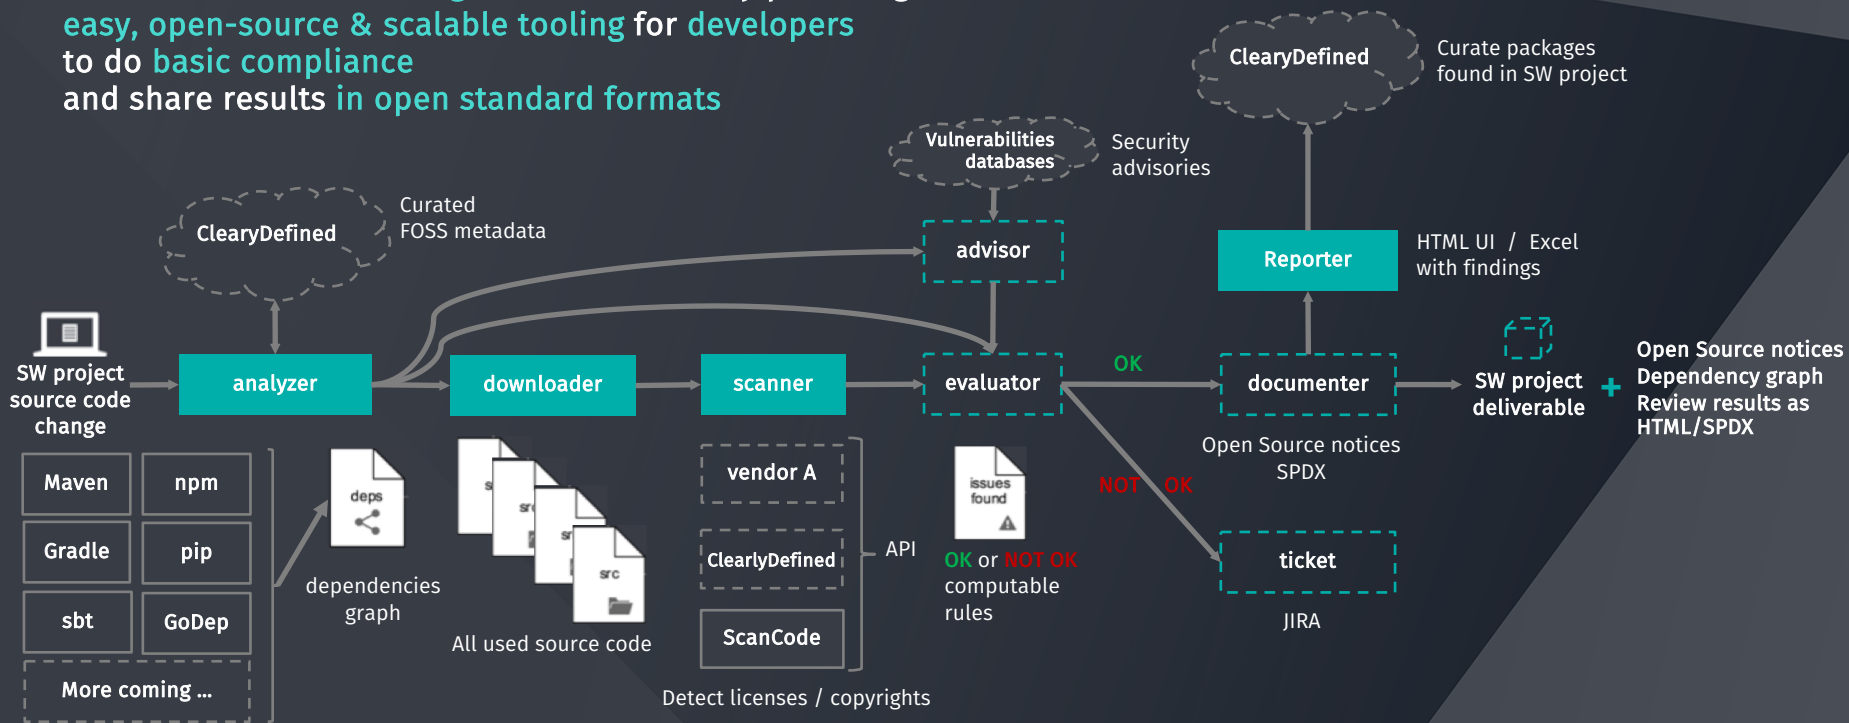 easy, open-source & scalable tooling for developers
to do basic compliance
and share results in open standard formats
ClearyDefined
Curate packages
found in SW project
Vulnerabilities
databases
Security
advisories
ClearyDefined
Curated
FOSS metadata
advisor
Reporter
HTML UI / Excel
with findings
SW project
source code
change
analyzer
downloader
scanner
evaluator
OK
documenter
SW project
deliverable
+
Open Source notices
Dependency graph
Review results as
HTML/SPDX
Open Source notices
SPDX
NOT OK
ticket
JIRA
Maven
npm
Gradle
pip
sbt
GoDep
More coming ...
deps
dependencies
graph
src
All used source code
vendor A
ClearlyDefined
ScanCode
API
Detect licenses / copyrights
issues
found
OK or NOT OK
computable
rules